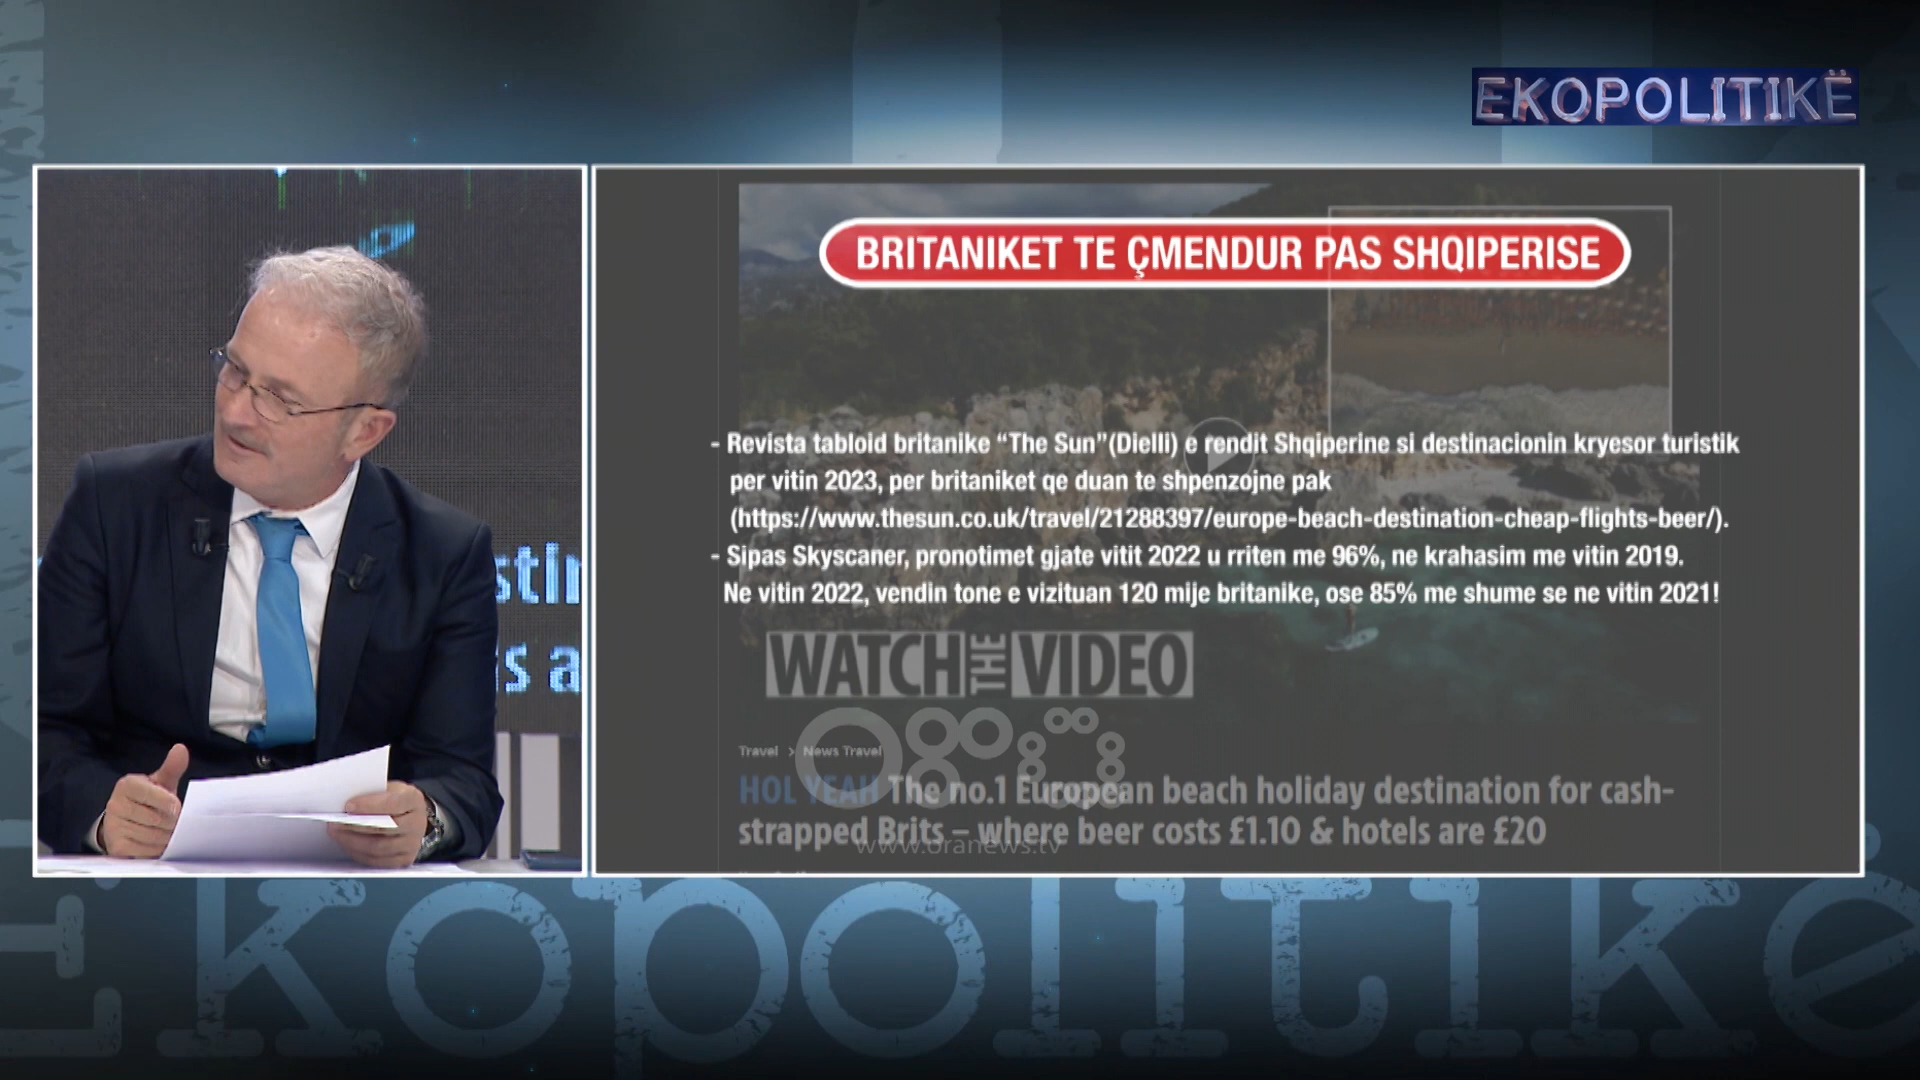 EKOPOLITIKË
BRITANIKET TE ÇMENDUR PAS SHQIPERISE
- Revista tabloid britanike “The Sun”(Dielli) e rendit Shqiperine si destinacionin kryesor turistik
per vitin 2023, per britaniket qe duan te shpenzojne pak
(https://www.thesun.co.uk/travel/21288397/europe-beach-destination-cheap-flights-beer/).
- Sipas Skyscaner, pronotimet gjate vitit 2022 u rriten me 96%, ne krahasim me vitin 2019.
Ne vitin 2022, vendin tone e vizituan 120 mije britanike, ose 85% me shume se ne vitin 2021!
WATCH THE VIDEO
Travel > News Travel
HOL YEAH The no.1 European beach holiday destination for cash-
strapped Brits – where beer costs £1.10 & hotels are £20
www.oranews.tv
Ekopolitikë